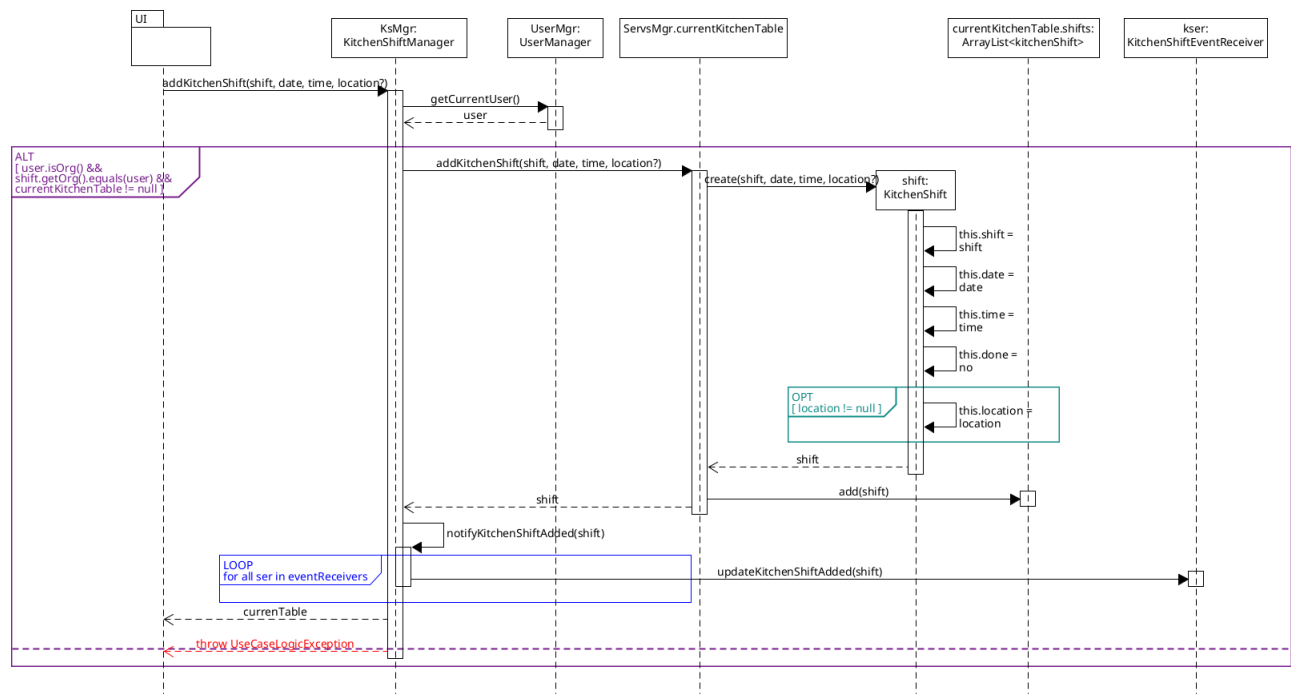 UI
KsMgr:
KitchenShiftManager
UserMgr:
UserManager
ServsMgr.currentKitchenTable
currentKitchenTable.shifts:
ArrayList<kitchenShift>
kser:
KitchenShiftEventReceiver
addKitchenShift(shift, date, time, location?)
getCurrentUser()
user
ALT
[ user.isOrg() &&
shift.getOrg().equals(user) &&
currentKitchenTable != null ]
addKitchenShift(shift, date, time, location?)
create(shift, date, time, location?)
shift:
KitchenShift
this.shift =
shift
this.date =
date
this.time =
time
this.done =
no
OPT
[ location != null ]
this.location =
location
shift
add(shift)
shift
notifyKitchenShiftAdded(shift)
LOOP
for all ser in eventReceivers
updateKitchenShiftAdded(shift)
currenTable
throw UseCaseLogicException